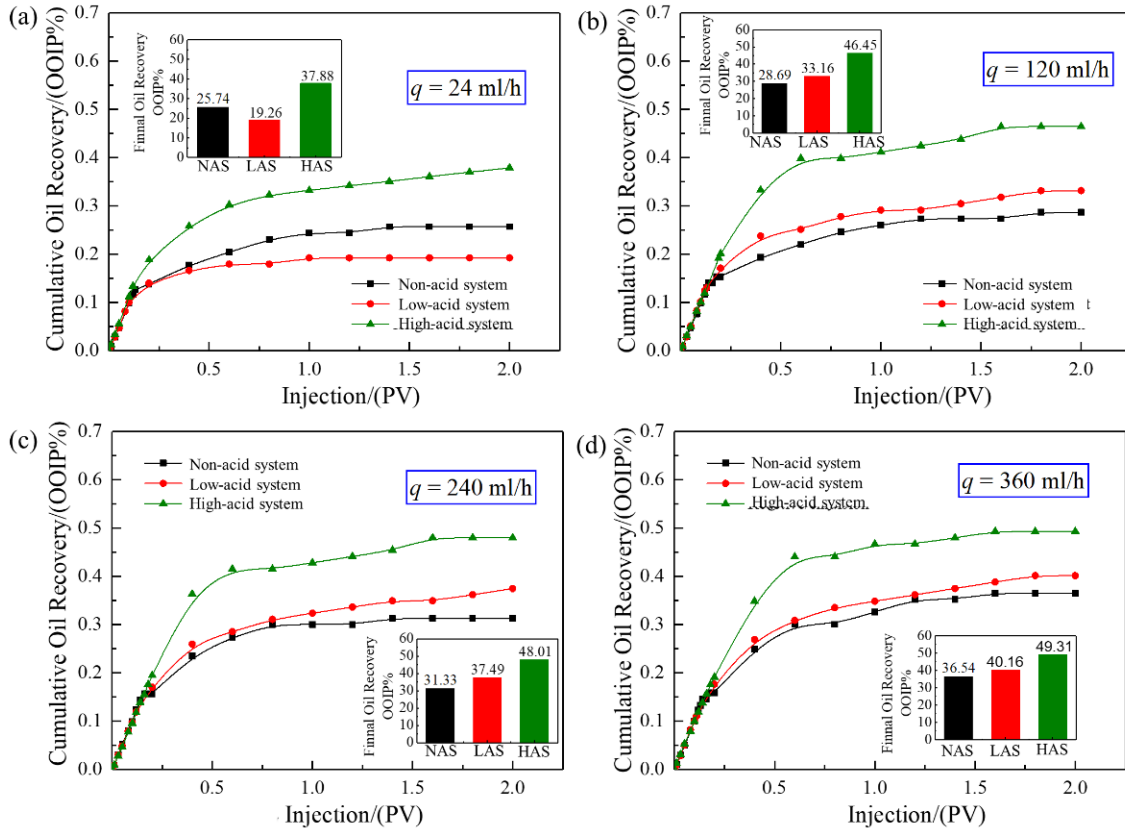 (a)
Cumulative Oil Recovery/(OOIP%)
0.7
0.6
0.5
0.4
0.3
0.2
0.1
0.0
Finnal Oil Recovery
OOIP%
60
50
40
30
20
10
0
25.74
19.26
37.88
NAS LAS HAS
q = 24 ml/h
Non-acid system
Low-acid system
High-acid system
0.5 1.0 1.5 2.0
Injection/(PV)
(b)
Cumulative Oil Recovery/(OOIP%)
0.7
0.6
0.5
0.4
0.3
0.2
0.1
0.0
Finnal Oil Recovery
OOIP%
60
50
40
30
20
10
0
28.69
33.16
46.45
NAS LAS HAS
q = 120 ml/h
Non-acid system
Low-acid system t
High-acid system
0.5 1.0 1.5 2.0
Injection/(PV)
(c)
Cumulative Oil Recovery/(OOIP%)
0.7
0.6
0.5
0.4
0.3
0.2
0.1
0.0
Non-acid system
Low-acid system
High-acid system
q = 240 ml/h
Finnal Oil Recovery
OOIP%
60
50
40
30
20
10
0
31.33
37.49
48.01
NAS LAS HAS
0.5 1.0 1.5 2.0
Injection/(PV)
(d)
Cumulative Oil Recovery/(OOIP%)
0.7
0.6
0.5
0.4
0.3
0.2
0.1
0.0
Non-acid system
Low-acid system
High-acid system
q = 360 ml/h
Finnal Oil Recovery
OOIP%
60
50
40
30
20
10
0
36.54
40.16
49.31
NAS LAS HAS
0.5 1.0 1.5 2.0
Injection/(PV)